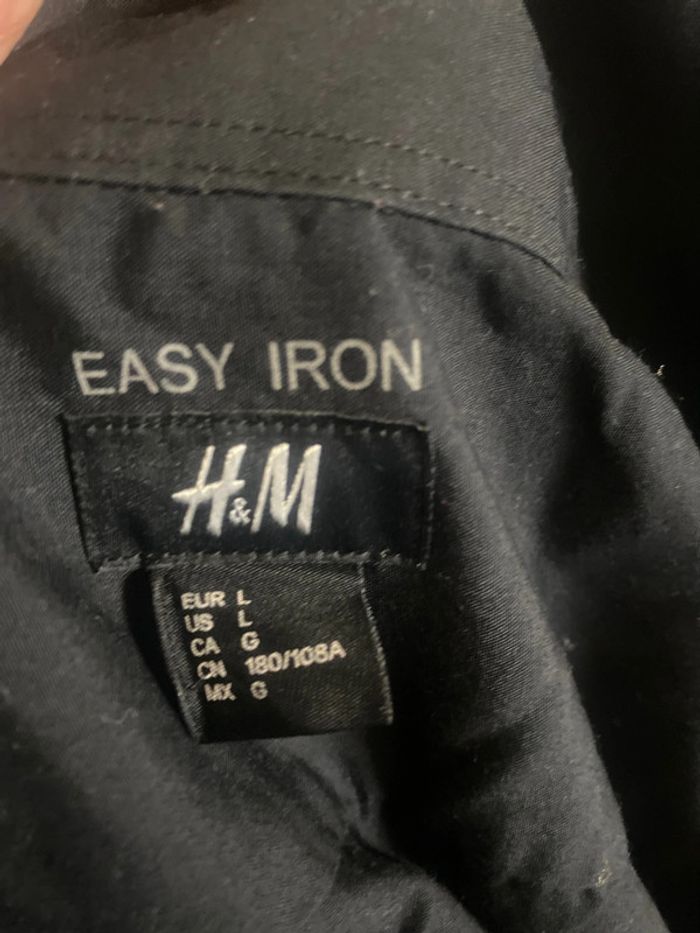 EASY IRON
H&M
EUR L
US L
CA G
CN 180/108A
MX G